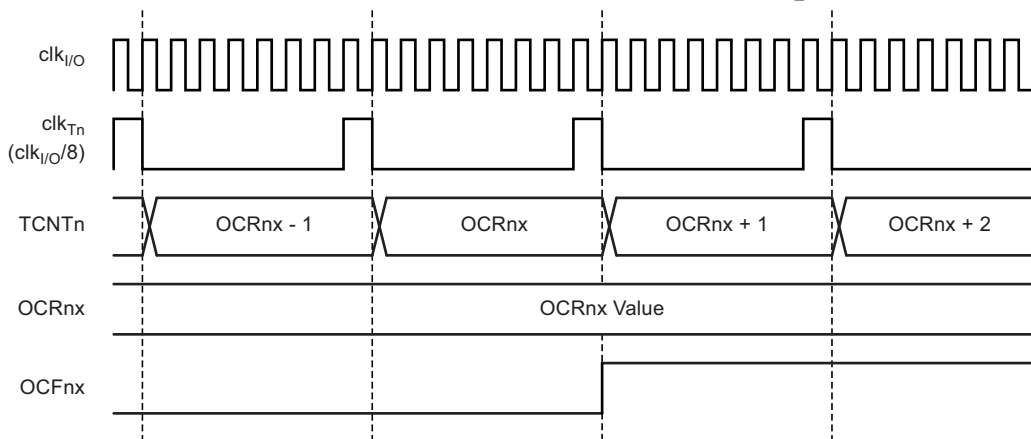 clkI/O
clkTn
(clkI/O/8)
TCNTn
OCRnx - 1
OCRnx
OCRnx + 1
OCRnx + 2
OCRnx
OCRnx Value
OCFnx